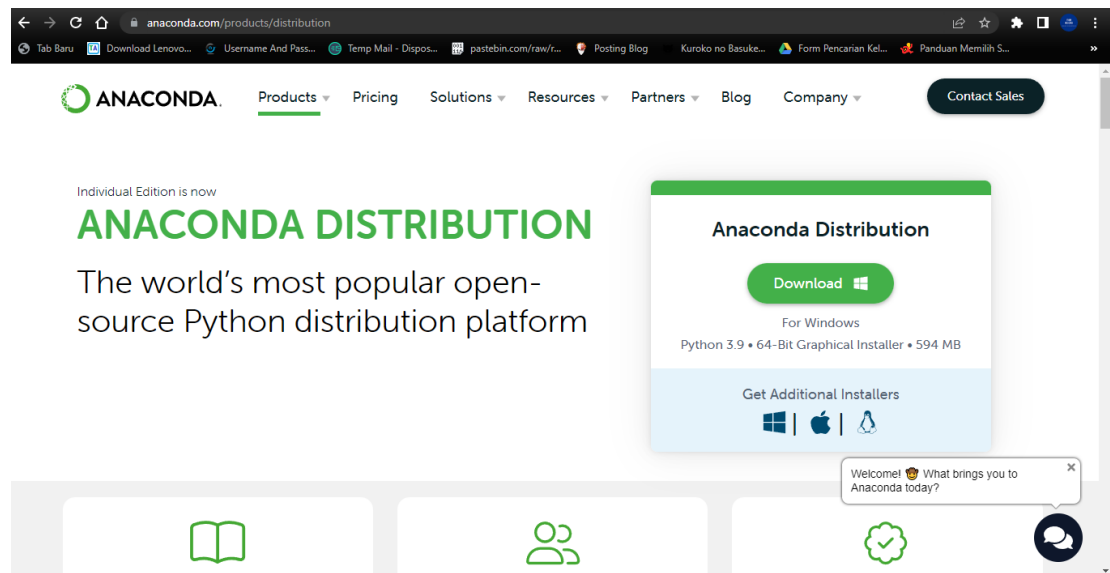 anaconda.com/products/distribution
Tab Baru Download Lenovo... Username And Pass... Temp Mail - Dispos... pastebin.com/raw/r... Posting Blog Kuroko no Basuke... Form Pencarian Kel... Panduan Memilih S... »
ANACONDA. Products Pricing Solutions Resources Partners Blog Company Contact Sales
Individual Edition is now
ANACONDA DISTRIBUTION
The world's most popular open-
source Python distribution platform
Anaconda Distribution
Download
For Windows
Python 3.9 • 64-Bit Graphical Installer • 594 MB
Get Additional Installers
| |
Welcome! 🤠 What brings you to
Anaconda today?